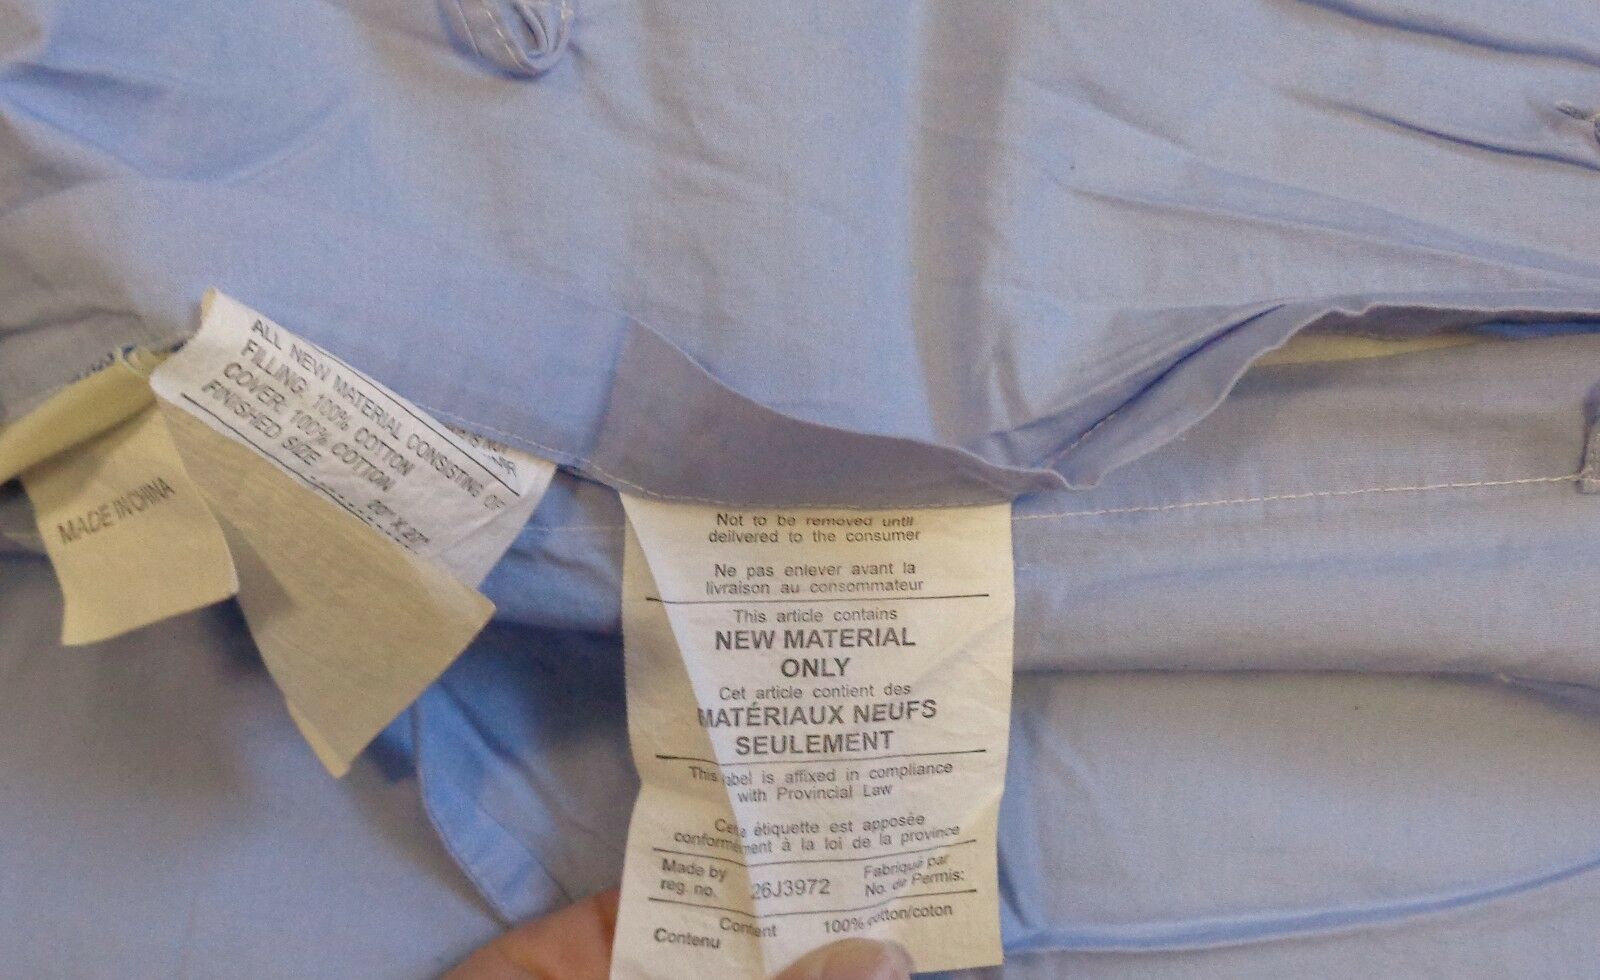 MADE IN CHINA
ALL NEW MATERIAL CONSISTING OF
FILLING: 100% COTTON
COVER: 100% COTTON
FINISHED SIZE
20" X
Not to be removed until
delivered to the consumer
Ne pas enlever avant la
livraison au consommateur
This article contains
NEW MATERIAL
ONLY
Cet article contient des
MATÉRIAUX NEUFS
SEULEMENT
This label is affixed in compliance
with Provincial Law
Cette étiquette est apposée
conformément à la loi de la province
Made by
reg. no.
26J3972
Fabriqué par
No. de Permis:
Content
Contenu
100% cotton/coton